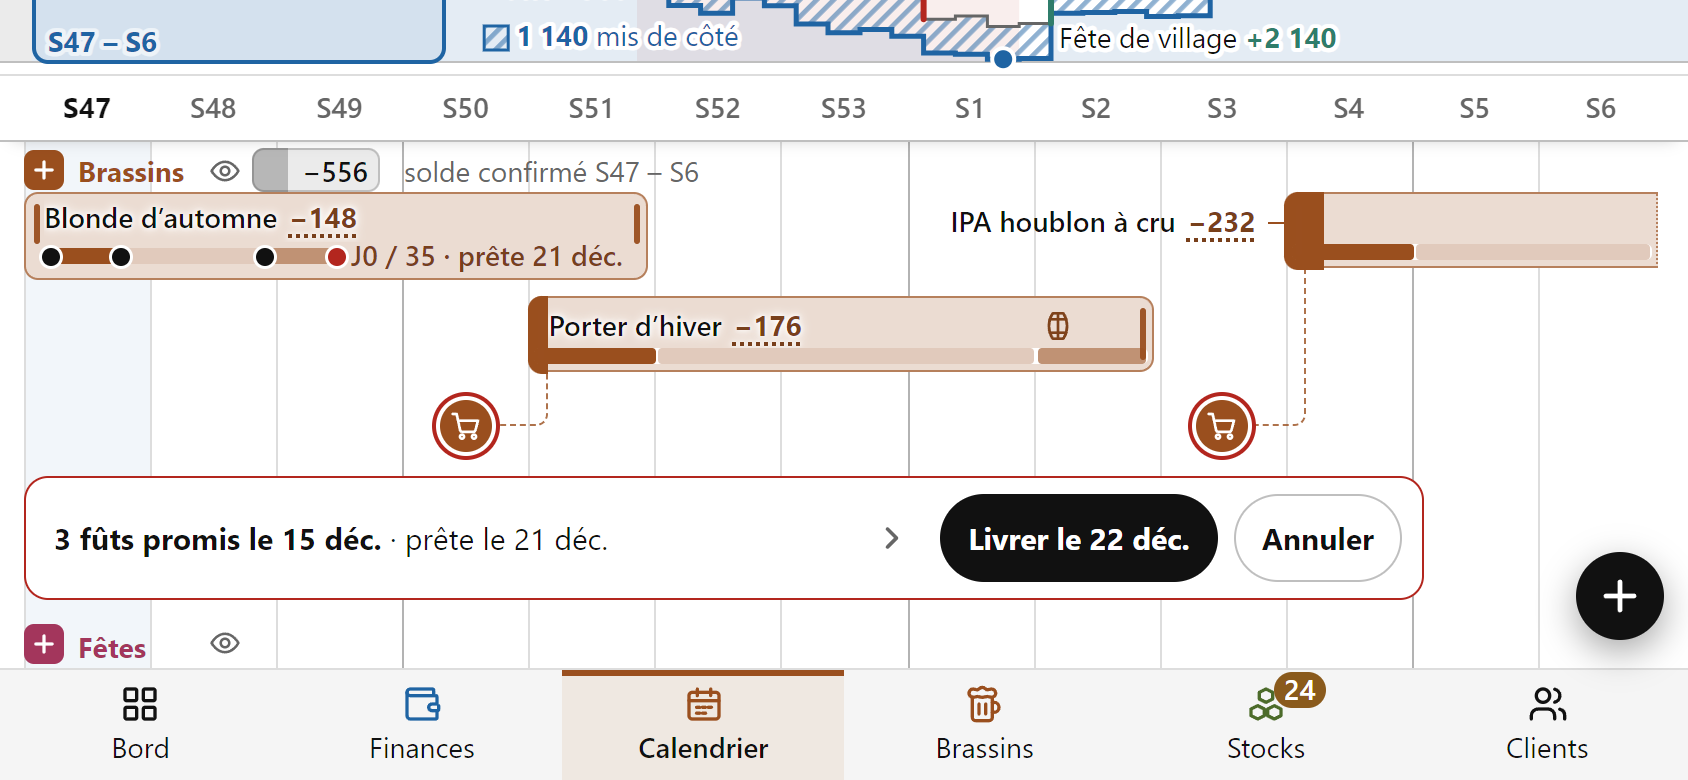 S47 – S6
1 140 mis de côté
Fête de village +2 140
S47 S48 S49 S50 S51 S52 S53 S1 S2 S3 S4 S5 S6
Brassins −556 solde confirmé S47 – S6
Blonde d’automne −148
IPA houblon à cru −232
J0 / 35 · prête 21 déc.
Porter d’hiver −176
3 fûts promis le 15 déc. · prête le 21 déc.
Livrer le 22 déc.
Annuler
Fêtes
24
Bord Finances Calendrier Brassins Stocks Clients